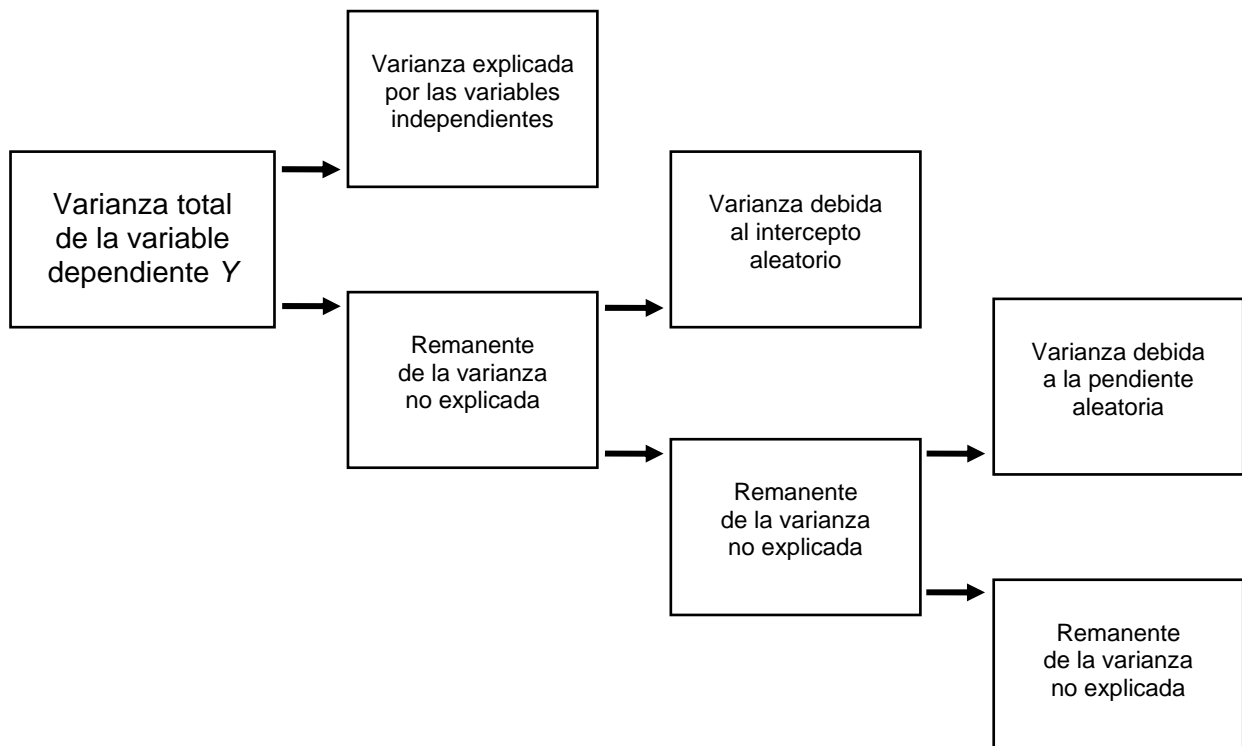 Varianza explicada
por las variables
independientes
Varianza total
de la variable
dependiente Y
Varianza debida
al intercepto
aleatorio
Remanente
de la varianza
no explicada
Varianza debida
a la pendiente
aleatoria
Remanente
de la varianza
no explicada
Remanente
de la varianza
no explicada